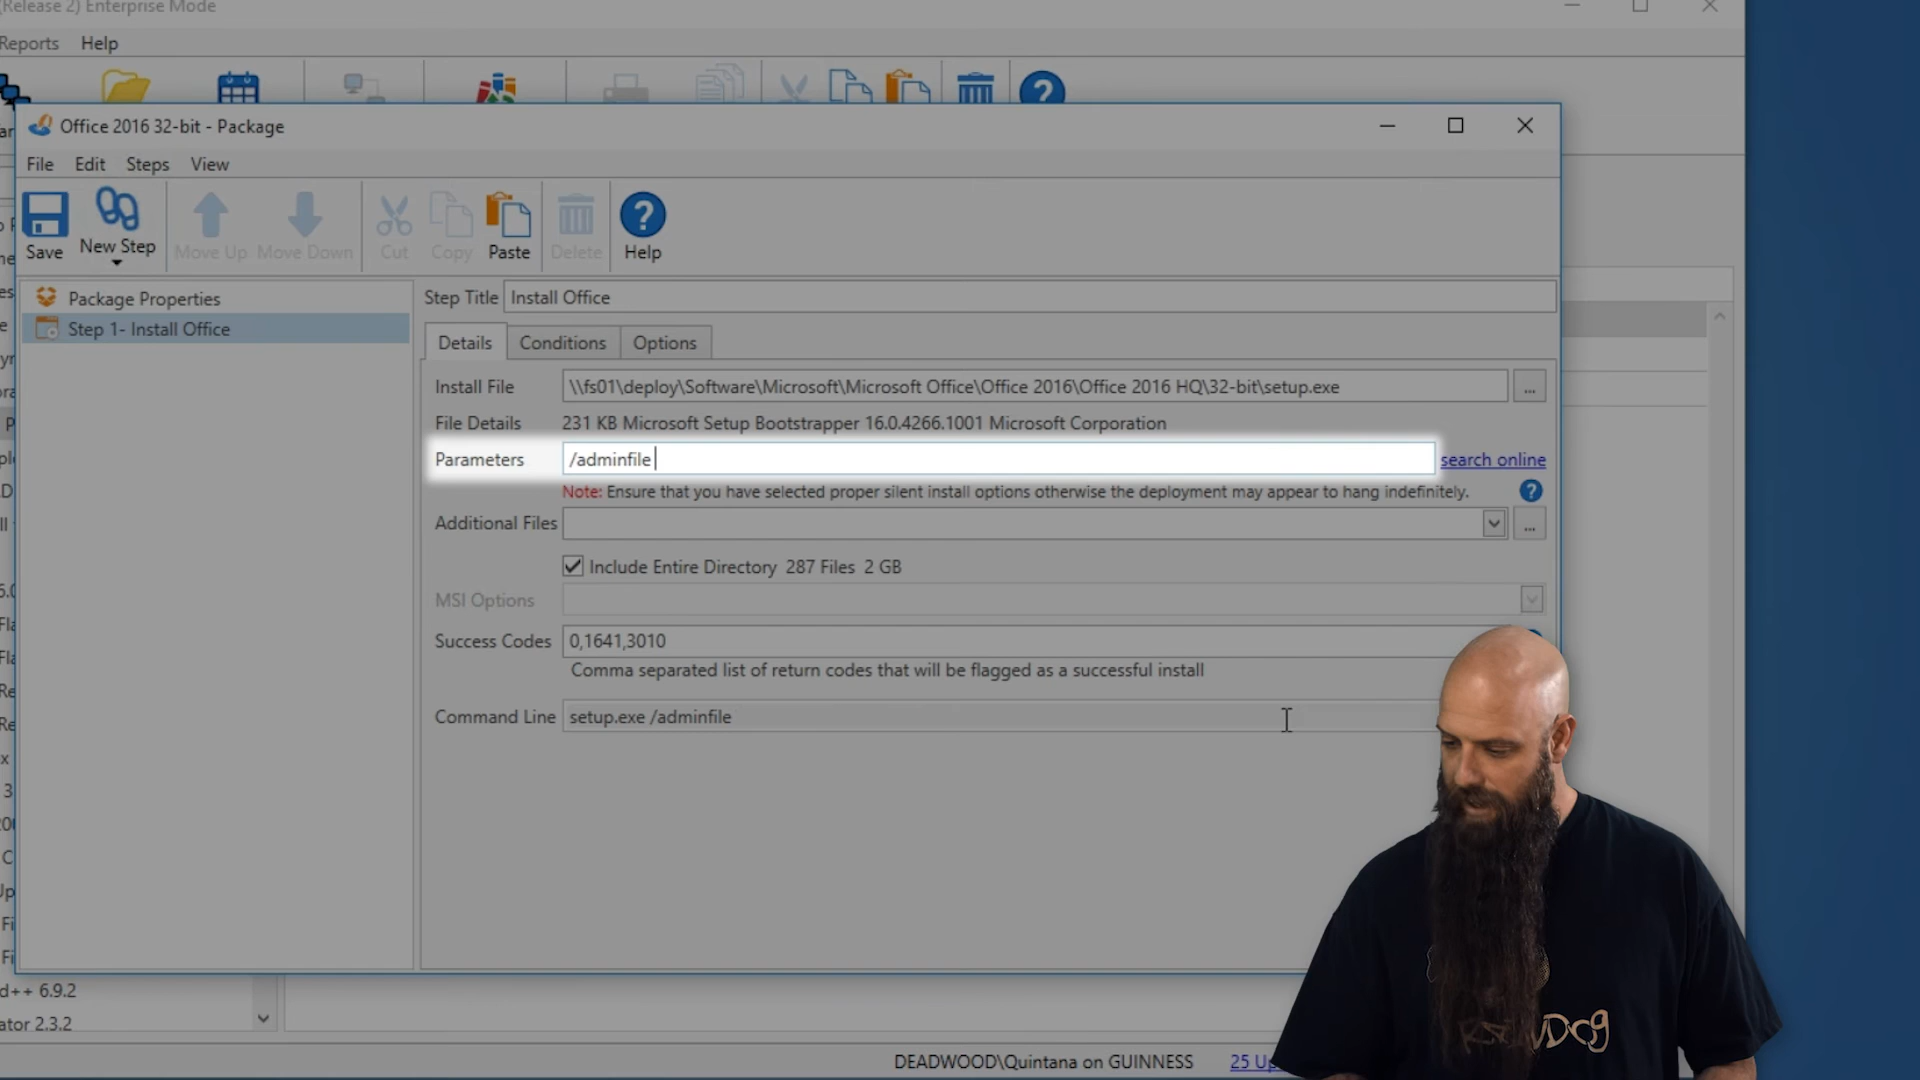 (Release 2) Enterprise Mode
Reports Help
Office 2016 32-bit - Package
File Edit Steps View
Save New Step Move Up Move Down Cut Copy Paste Delete Help
Package Properties
Step 1- Install Office
Step Title Install Office
Details Conditions Options
Install File \\fs01\deploy\Software\Microsoft\Microsoft Office\Office 2016\Office 2016 HQ\32-bit\setup.exe ...
File Details 231 KB Microsoft Setup Bootstrapper 16.0.4266.1001 Microsoft Corporation
Parameters /adminfile search online
Note: Ensure that you have selected proper silent install options otherwise the deployment may appear to hang indefinitely.
Additional Files ...
Include Entire Directory 287 Files 2 GB
MSI Options
Success Codes 0,1641,3010
Comma separated list of return codes that will be flagged as a successful install
Command Line setup.exe /adminfile
d++ 6.9.2
ator 2.3.2
DEADWOOD\Quintana on GUINNESS 25 Up